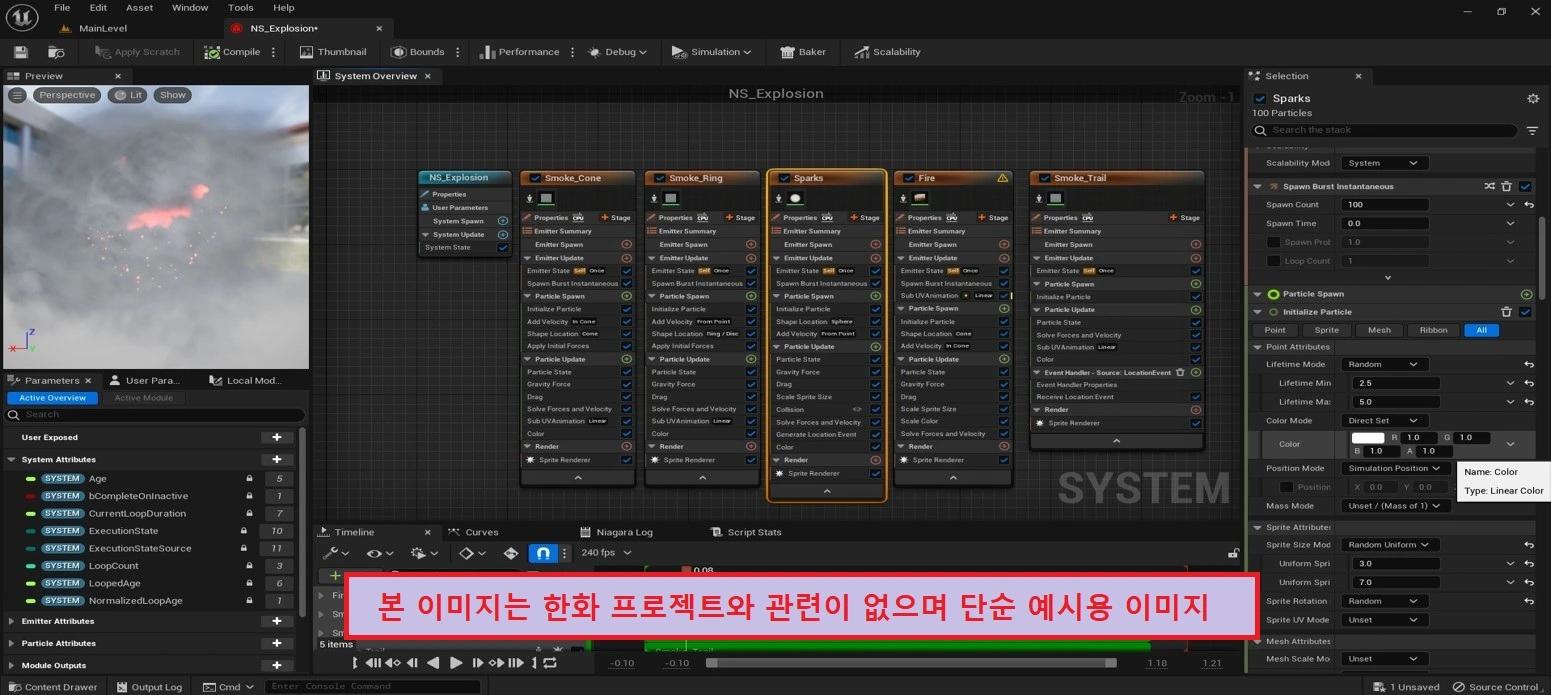 File Edit Asset Window Tools Help
MainLevel
NS_Explosion•
Apply Scratch Compile Thumbnail Bounds Performance Debug Simulation Baker Scalability
Preview
Perspective Lit Show
Z
X Y
System Overview
NS_Explosion
Zoom -1
NS_Explosion
Properties
User Parameters
System Spawn
System Update
System State
Smoke_Cone
Properties Stage
Emitter Summary
Emitter Spawn
Emitter Update
Emitter State Self Once
Spawn Burst Instantaneous
Particle Spawn
Initialize Particle
Add Velocity In Cone
Shape Location Cone
Apply Initial Forces
Particle Update
Particle State
Gravity Force
Drag
Solve Forces and Velocity
Sub UVAnimation Linear
Color
Render
Sprite Renderer
Smoke_Ring
Properties Stage
Emitter Summary
Emitter Spawn
Emitter Update
Emitter State Self Once
Spawn Burst Instantaneous
Particle Spawn
Initialize Particle
Add Velocity From Point
Shape Location Ring / Disc
Apply Initial Forces
Particle Update
Particle State
Gravity Force
Drag
Solve Forces and Velocity
Sub UVAnimation Linear
Color
Render
Sprite Renderer
Sparks
Properties Stage
Emitter Summary
Emitter Spawn
Emitter Update
Emitter State Self Once
Spawn Burst Instantaneous
Particle Spawn
Initialize Particle
Shape Location Sphere
Add Velocity From Point
Particle Update
Particle State
Gravity Force
Drag
Scale Sprite Size
Collision
Solve Forces and Velocity
Generate Location Event
Color
Render
Sprite Renderer
Fire
Properties Stage
Emitter Summary
Emitter Spawn
Emitter Update
Emitter State Self Once
Spawn Burst Instantaneous
Sub UVAnimation Linear
Particle Spawn
Initialize Particle
Shape Location Cone
Add Velocity In Cone
Particle Update
Particle State
Gravity Force
Drag
Scale Sprite Size
Scale Color
Solve Forces and Velocity
Render
Sprite Renderer
Smoke_Trail
Properties Stage
Emitter Summary
Emitter Spawn
Emitter Update
Emitter State Self Once
Particle Spawn
Initialize Particle
Particle Update
Particle State
Solve Forces and Velocity
Sub UVAnimation Linear
Color
Event Handler - Source: LocationEvent
Event Handler Properties
Receive Location Event
Render
Sprite Renderer
SYSTEM
Parameters User Para... Local Mod...
Active Overview Active Module
Search
User Exposed
System Attributes
SYSTEM Age 5
SYSTEM bCompleteOnInactive 1
SYSTEM CurrentLoopDuration 7
SYSTEM ExecutionState 10
SYSTEM ExecutionStateSource 11
SYSTEM LoopCount 3
SYSTEM LoopedAge 6
SYSTEM NormalizedLoopAge 1
Emitter Attributes
Particle Attributes
Module Outputs
Timeline Curves Niagara Log Script Stats
240 fps
0.08
본 이미지는 한화 프로젝트와 관련이 없으며 단순 예시용 이미지
5 items
-0.10 -0.10 1.18 1.21
Selection
Sparks
100 Particles
Search the stack
Scalability Mod System
Spawn Burst Instantaneous
Spawn Count 100
Spawn Time 0.0
Spawn Prot 1.0
Loop Count 1
Particle Spawn
Initialize Particle
Point Sprite Mesh Ribbon All
Point Attributes
Lifetime Mode Random
Lifetime Min 2.5
Lifetime Ma: 5.0
Color Mode Direct Set
Color R 1.0 G 1.0
B 1.0 A 1.0
Position Mode Simulation Position
Position X 0.0 Y 0.0
Mass Mode Unset / (Mass of 1)
Name: Color
Type: Linear Color
Sprite Attributes
Sprite Size Mod Random Uniform
Uniform Spri 3.0
Uniform Spri 7.0
Sprite Rotation Random
Sprite UV Mode Unset
Mesh Attributes
Mesh Scale Mo Unset
Content Drawer Output Log Cmd Enter Console Command 1 Unsaved Source Control